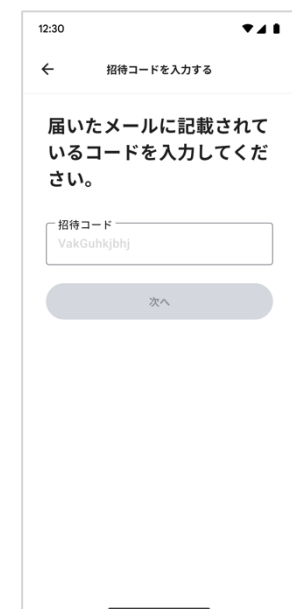 12:30
招待コードを入力する
届いたメールに記載されて
いるコードを入力してくだ
さい。
招待コード
VakGuhkjbhj
次へ